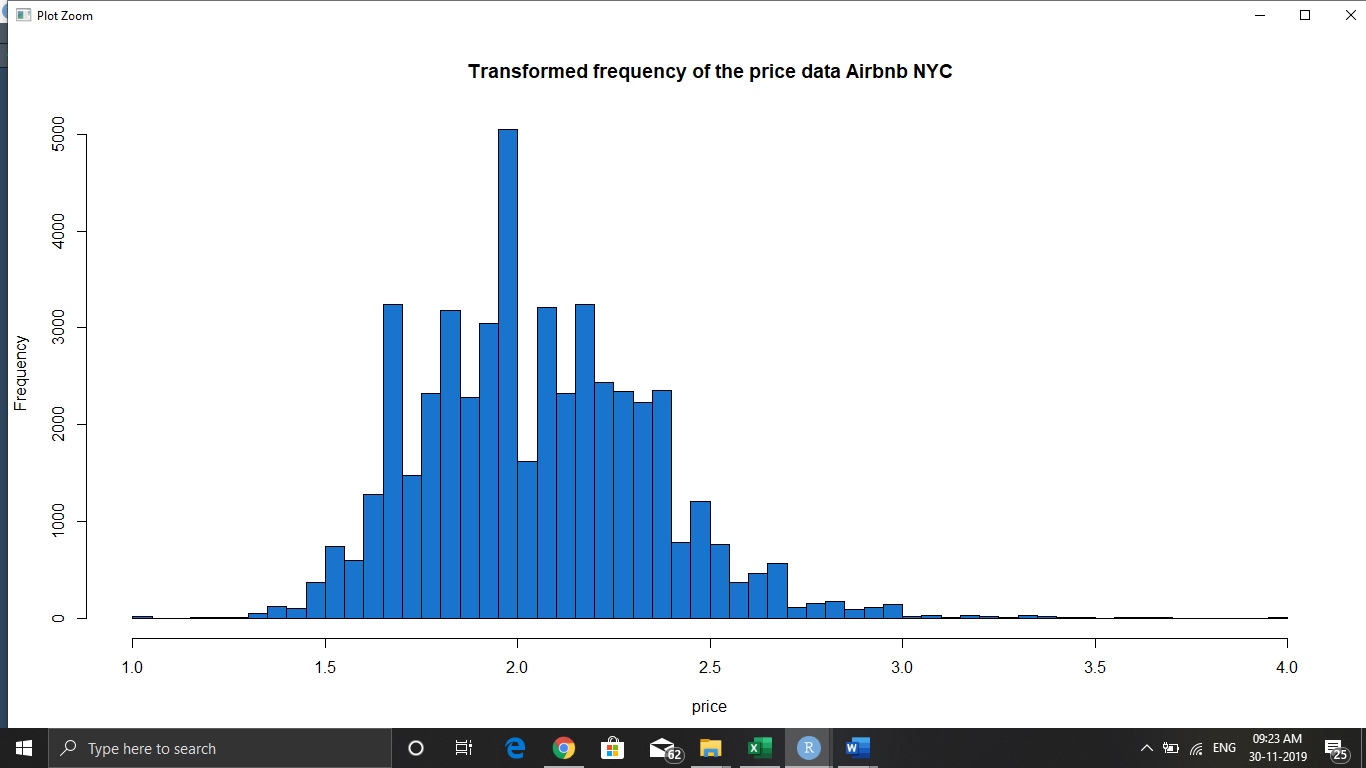 Plot Zoom
Transformed frequency of the price data Airbnb NYC
Frequency
5000
4000
3000
2000
1000
0
1.0 1.5 2.0 2.5 3.0 3.5 4.0
price
Type here to search
62
X
R
W
ENG
09:23 AM
30-11-2019
25